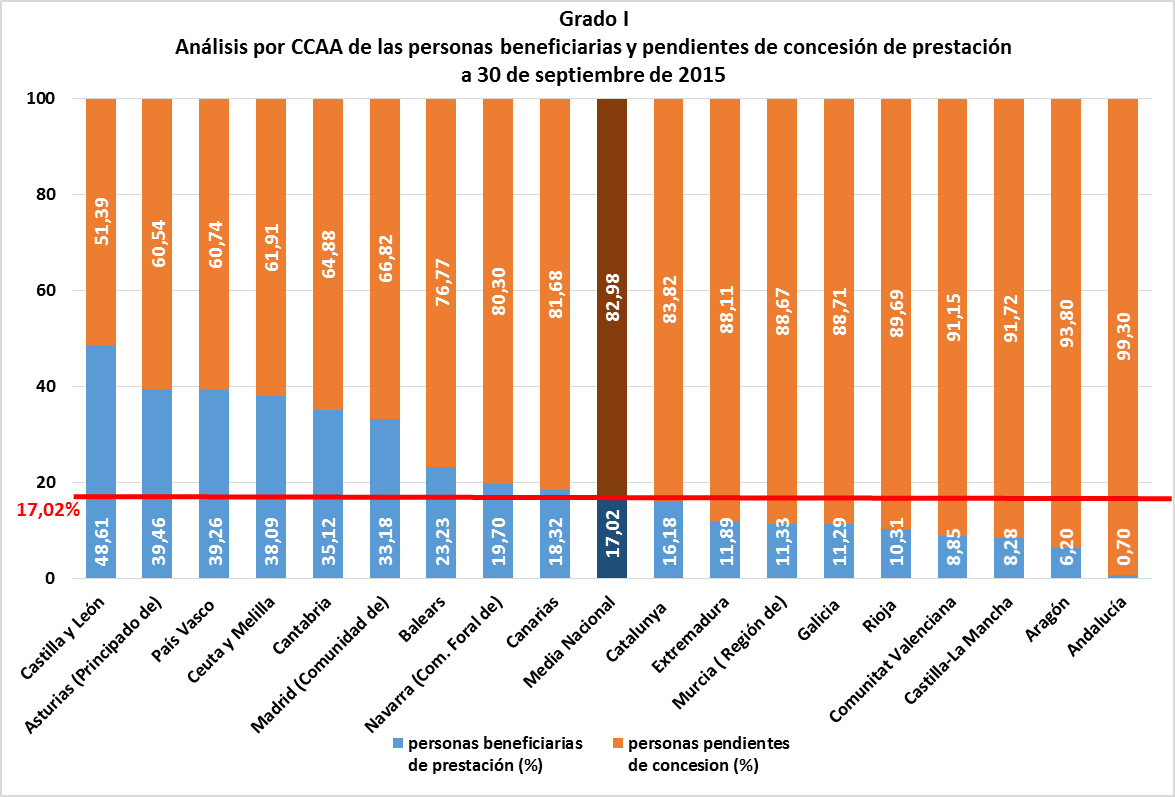 Grado I
Análisis por CCAA de las personas beneficiarias y pendientes de concesión de prestación
a 30 de septiembre de 2015
100
80
60
40
20
0
17,02%
51,39
60,54
60,74
61,91
64,88
66,82
76,77
80,30
81,68
82,98
83,82
88,11
88,67
88,71
89,69
91,15
91,72
93,80
99,30
48,61
39,46
39,26
38,09
35,12
33,18
23,23
19,70
18,32
17,02
16,18
11,89
11,33
11,29
10,31
8,85
8,28
6,20
0,70
Castilla y León
Asturias (Principado de)
País Vasco
Ceuta y Melilla
Cantabria
Madrid (Comunidad de)
Balears
Navarra (Com. Foral de)
Canarias
Media Nacional
Catalunya
Extremadura
Murcia ( Región de)
Galicia
Rioja
Comunitat Valenciana
Castilla-La Mancha
Aragón
Andalucía
personas beneficiarias
de prestación (%)
personas pendientes
de concesion (%)